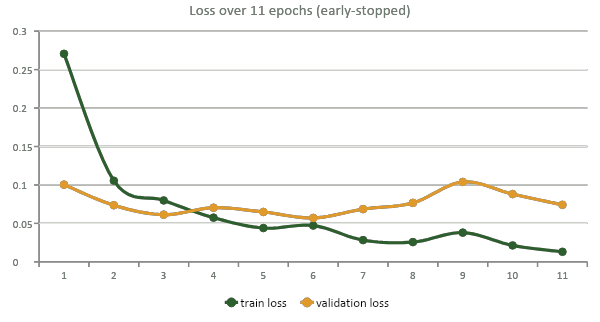 Loss over 11 epochs (early-stopped)
0.3
0.25
0.2
0.15
0.1
0.05
0
1 2 3 4 5 6 7 8 9 10 11
train loss validation loss